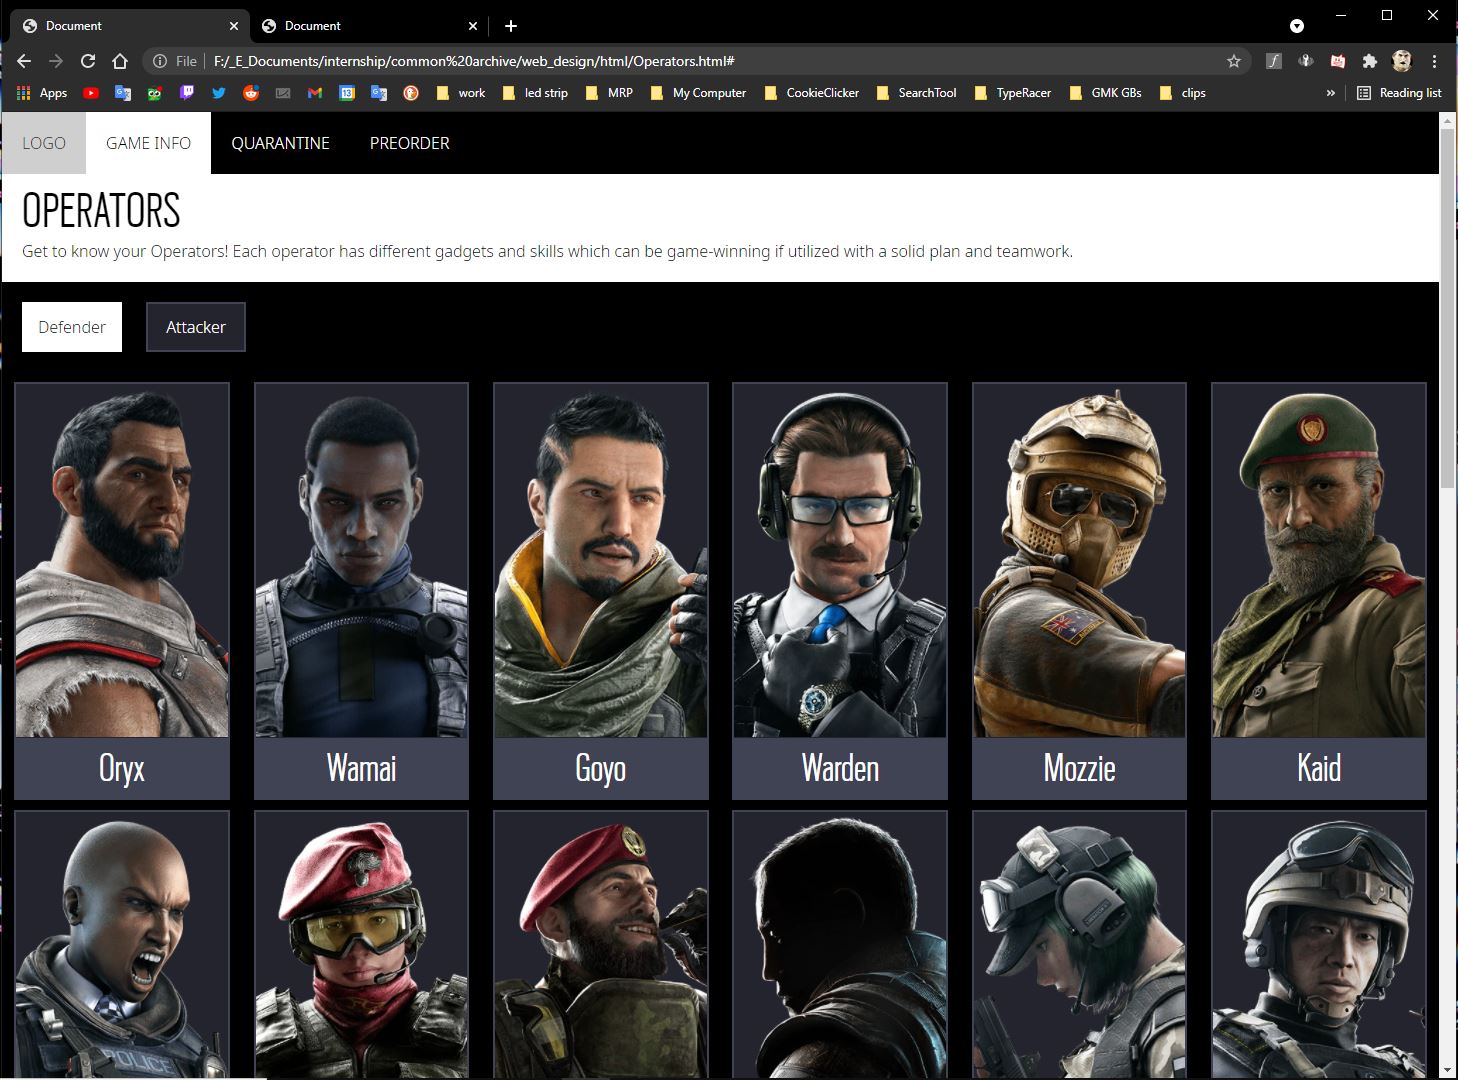 Document
Document
File
F:/_E_Documents/internship/common%20archive/web_design/html/Operators.html#
Apps
13
work
led strip
MRP
My Computer
CookieClicker
SearchTool
TypeRacer
GMK GBs
clips
»
Reading list
LOGO
GAME INFO
QUARANTINE
PREORDER
OPERATORS
Get to know your Operators! Each operator has different gadgets and skills which can be game-winning if utilized with a solid plan and teamwork.
Defender
Attacker
Oryx
Wamai
Goyo
Warden
Mozzie
Kaid
POLICE